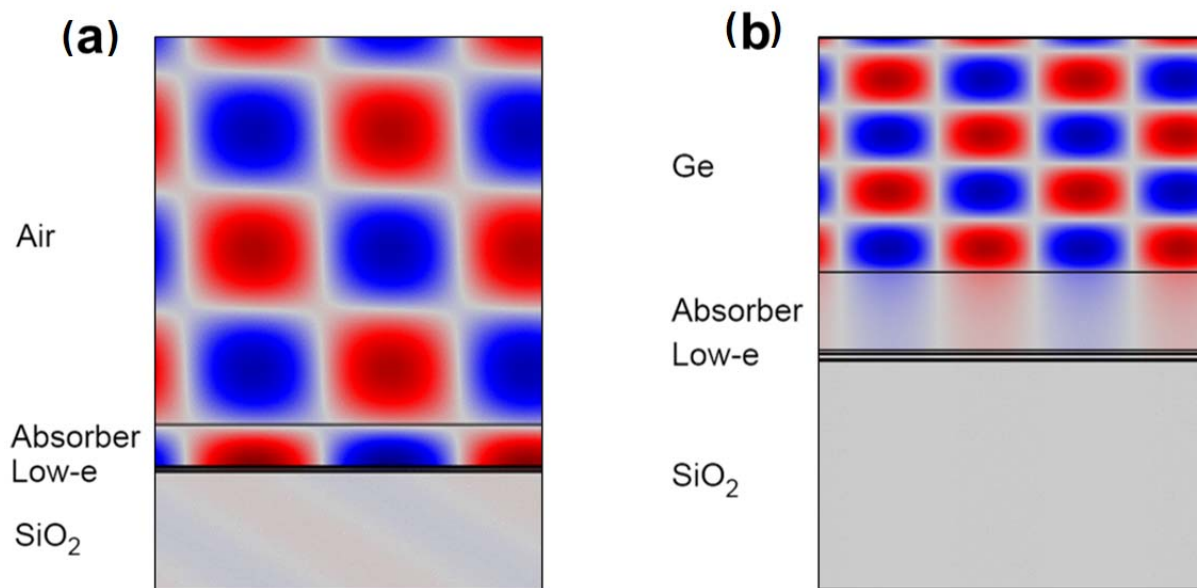 (a)
Air
Absorber
Low-e
SiO₂
(b)
Ge
Absorber
Low-e
SiO₂